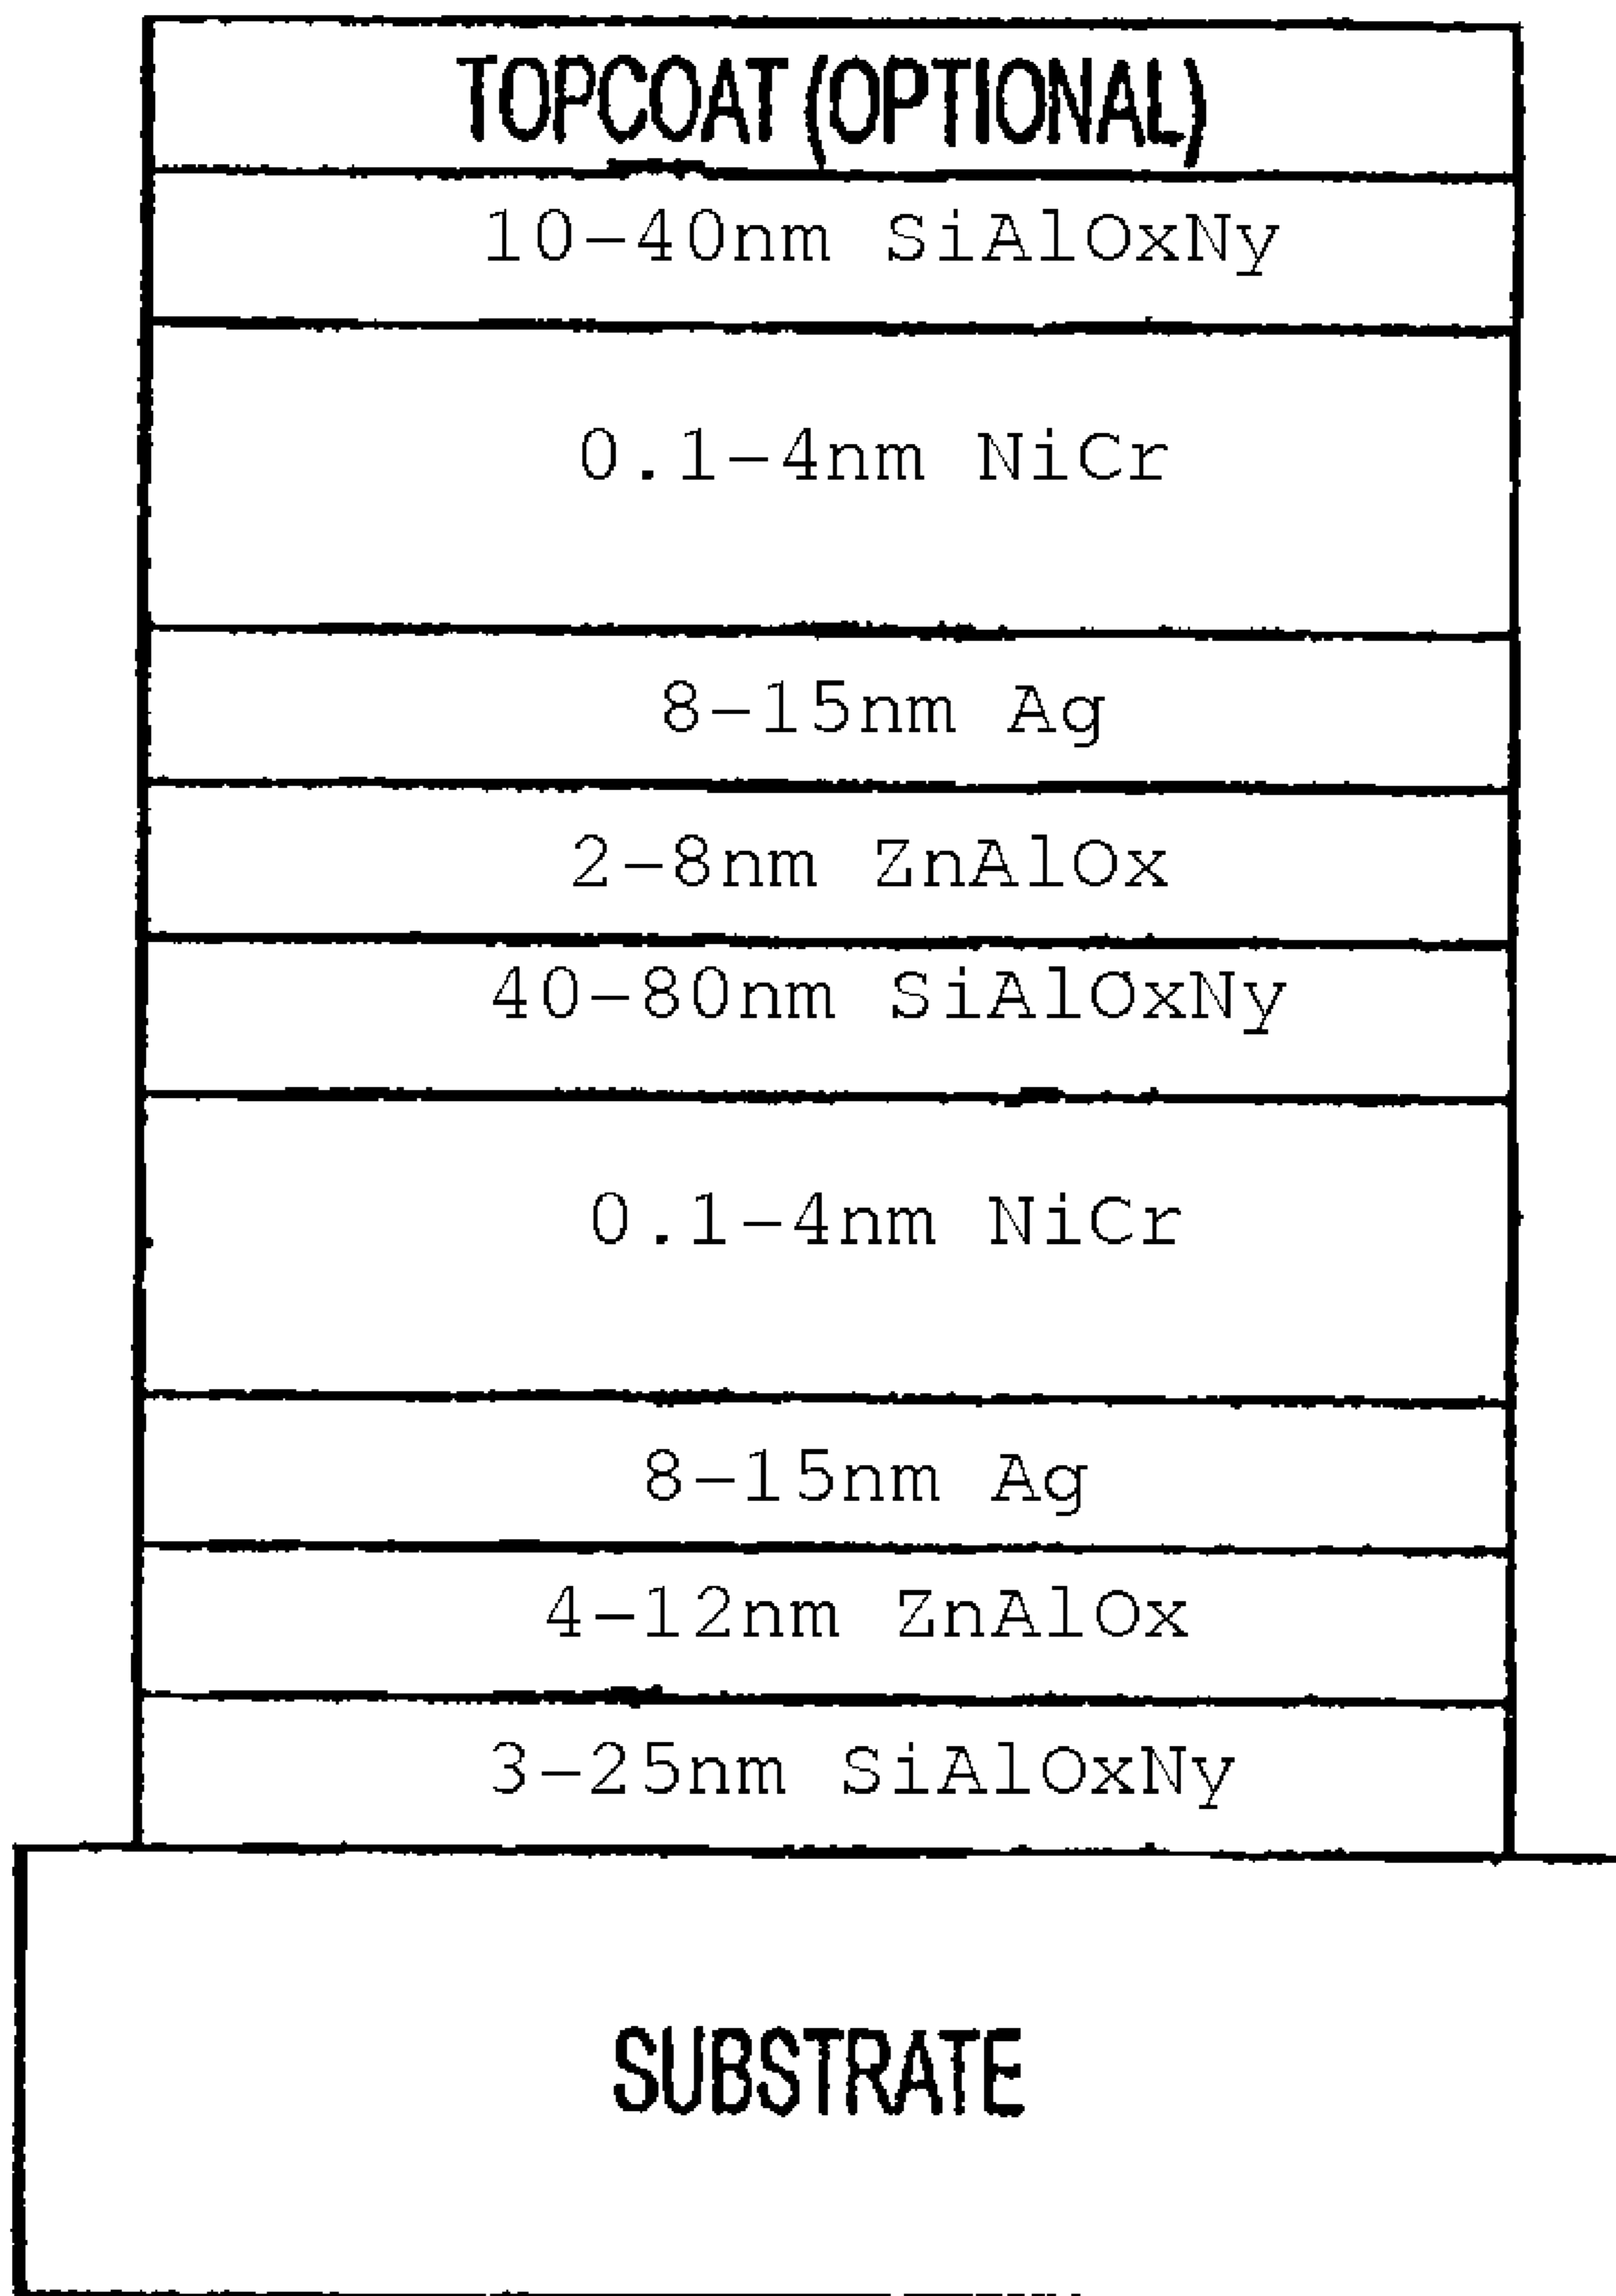 TOPCOAT (OPTIONAL)
10-40nm SiAlOxNy
0.1-4nm NiCr
8-15nm Ag
2-8nm ZnAlOx
40-80nm SiAlOxNy
0.1-4nm NiCr
8-15nm Ag
4-12nm ZnAlOx
3-25nm SiAlOxNy
SUBSTRATE